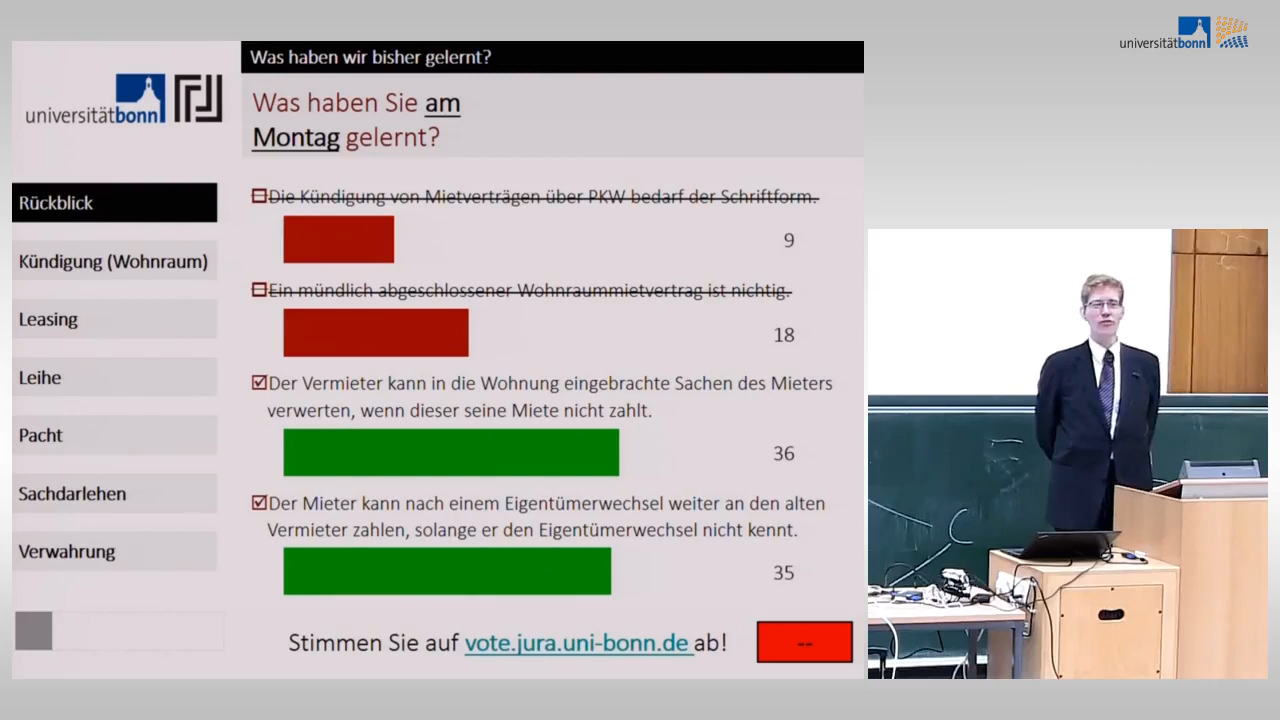 universitätbonn
Was haben wir bisher gelernt?
universitätbonn
Was haben Sie am
Montag gelernt?
Rückblick
Kündigung (Wohnraum)
Leasing
Leihe
Pacht
Sachdarlehen
Verwahrung
Die Kündigung von Mietverträgen über PKW bedarf der Schriftform.
9
Ein mündlich abgeschlossener Wohnraummietvertrag ist nichtig.
18
Der Vermieter kann in die Wohnung eingebrachte Sachen des Mieters
verwerten, wenn dieser seine Miete nicht zahlt.
36
Der Mieter kann nach einem Eigentümerwechsel weiter an den alten
Vermieter zahlen, solange er den Eigentümerwechsel nicht kennt.
35
Stimmen Sie auf vote.jura.uni-bonn.de ab!
--